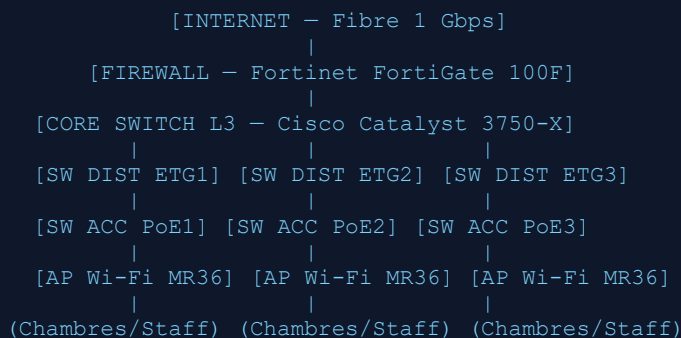 [INTERNET — Fibre 1 Gbps]
|
[FIREWALL — Fortinet FortiGate 100F]
|
[CORE SWITCH L3 — Cisco Catalyst 3750-X]
| | |
[SW DIST ETG1] [SW DIST ETG2] [SW DIST ETG3]
| | |
[SW ACC PoE1] [SW ACC PoE2] [SW ACC PoE3]
| | |
[AP Wi-Fi MR36] [AP Wi-Fi MR36] [AP Wi-Fi MR36]
| | |
(Chambres/Staff) (Chambres/Staff) (Chambres/Staff)